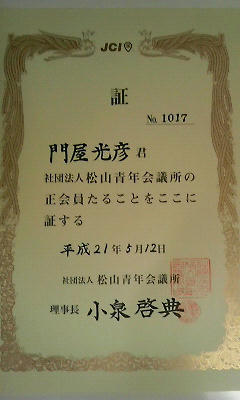 JCI
証
No. 1017
門屋光彦 君
社団法人 松山青年会議所の
正会員たることをここに
証する
平成21年5月12日
社団法人 松山青年会議所
理事長 小泉啓典